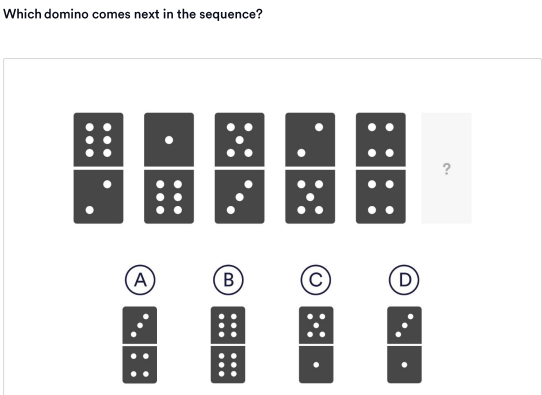 Which domino comes next in the sequence?
?
A B C D